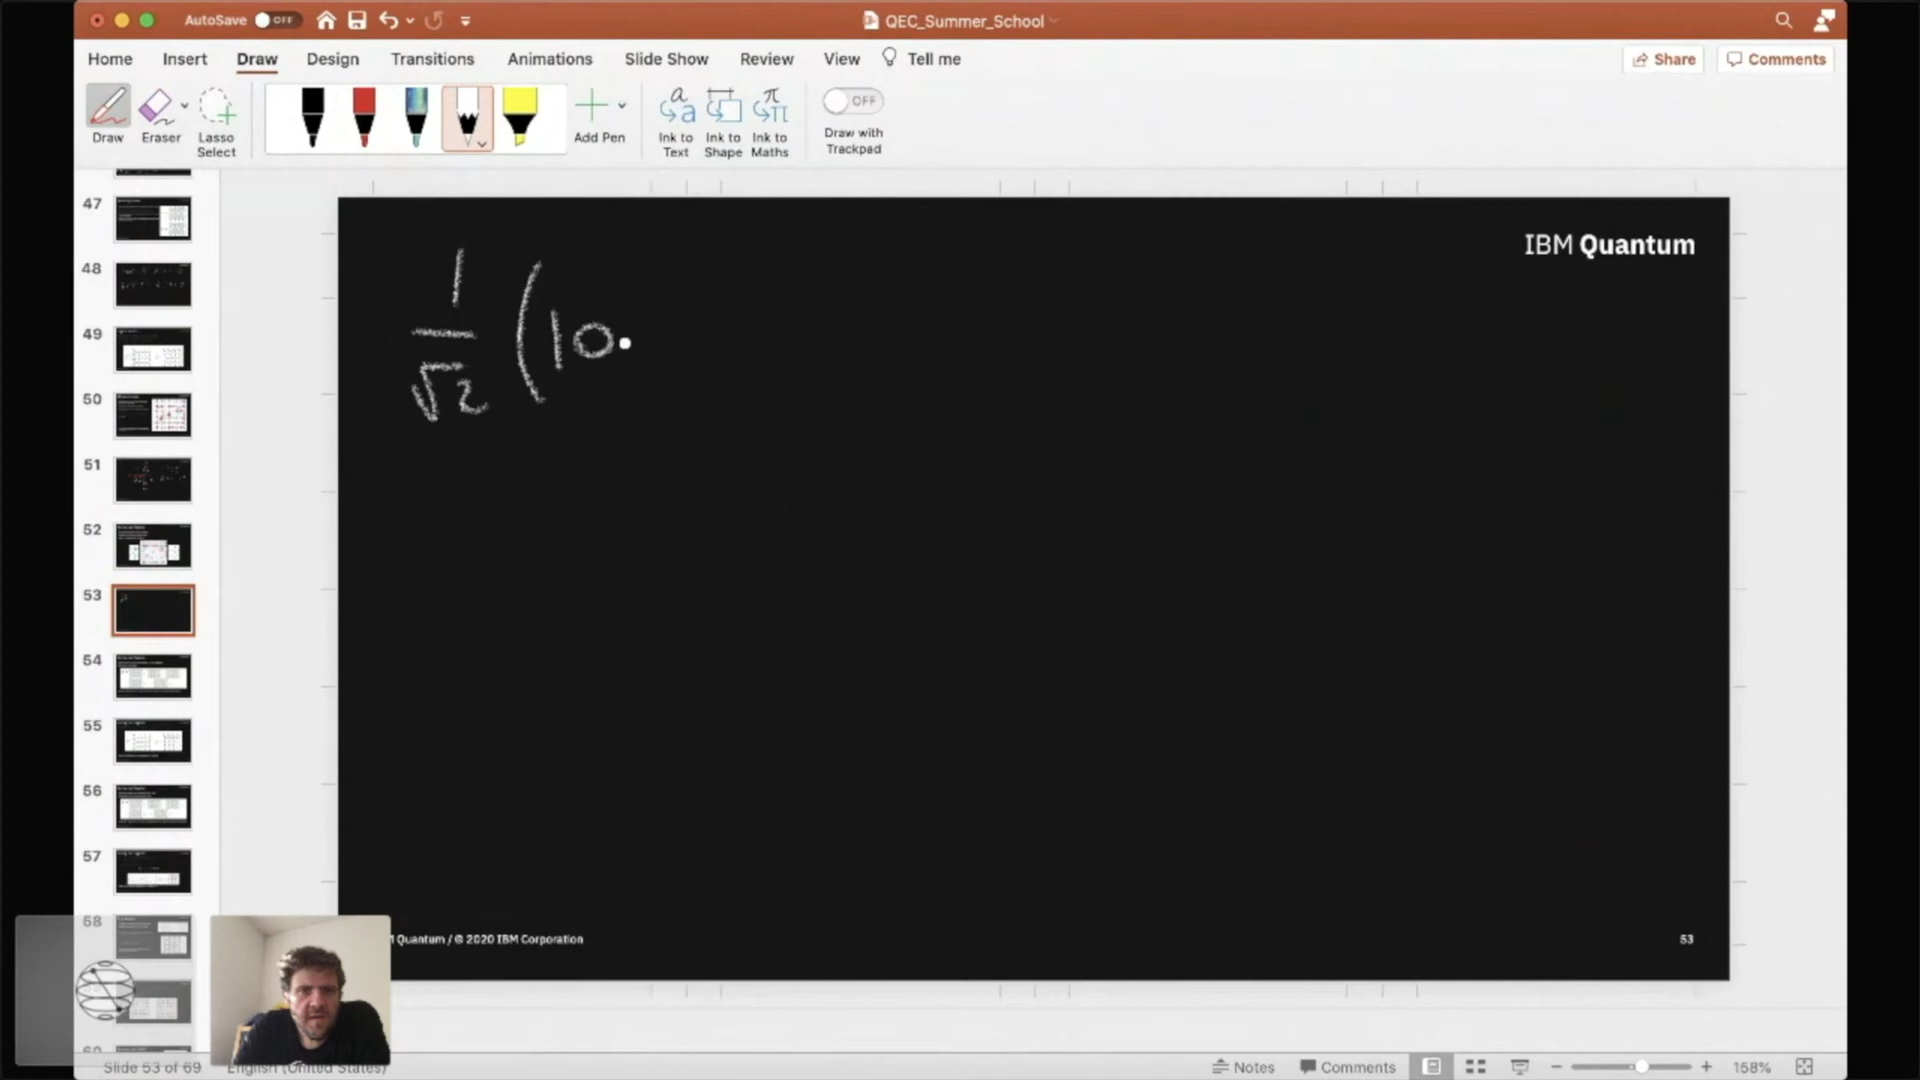 AutoSave OFF QEC_Summer_School
Home Insert Draw Design Transitions Animations Slide Show Review View Tell me Share Comments
Draw Eraser Lasso Select Add Pen Ink to Text Ink to Shape Ink to Maths OFF Draw with Trackpad
47
48
49
50
51
52
53
54
55
56
57
58
IBM Quantum
1/√2 (|0
Quantum / © 2020 IBM Corporation 53
Slide 53 of 69 English (United States) Notes Comments 158%